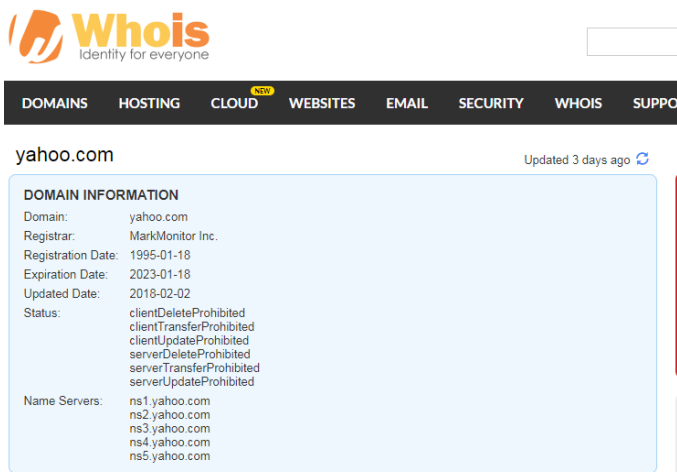 Whois
Identity for everyone
NEW
DOMAINS HOSTING CLOUD WEBSITES EMAIL SECURITY WHOIS SUPPO
yahoo.com
Updated 3 days ago
DOMAIN INFORMATION
Domain: yahoo.com
Registrar: MarkMonitor Inc.
Registration Date: 1995-01-18
Expiration Date: 2023-01-18
Updated Date: 2018-02-02
Status: clientDeleteProhibited
clientTransferProhibited
clientUpdateProhibited
serverDeleteProhibited
serverTransferProhibited
serverUpdateProhibited
Name Servers: ns1.yahoo.com
ns2.yahoo.com
ns3.yahoo.com
ns4.yahoo.com
ns5.yahoo.com